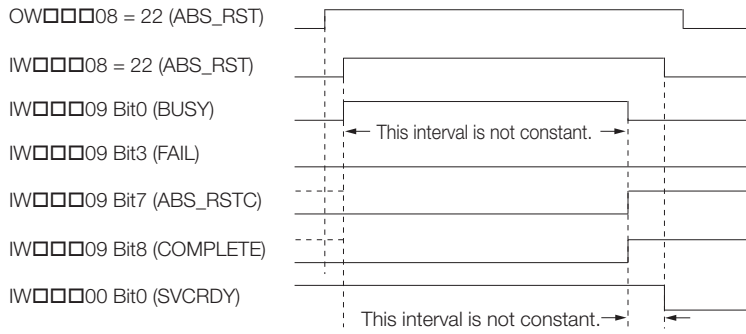 OW□□□08 = 22 (ABS_RST)
IW□□□08 = 22 (ABS_RST)
IW□□□09 Bit0 (BUSY)
This interval is not constant.
IW□□□09 Bit3 (FAIL)
IW□□□09 Bit7 (ABS_RSTC)
IW□□□09 Bit8 (COMPLETE)
IW□□□00 Bit0 (SVCRDY)
This interval is not constant.